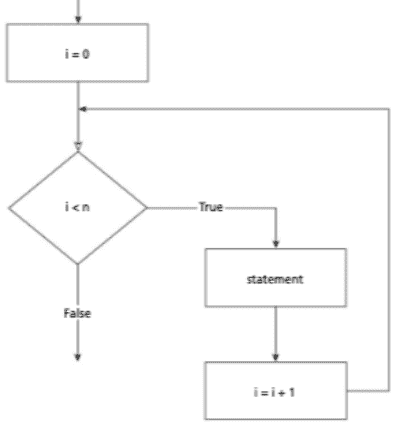 i = 0
i < n
True
statement
False
i = i + 1